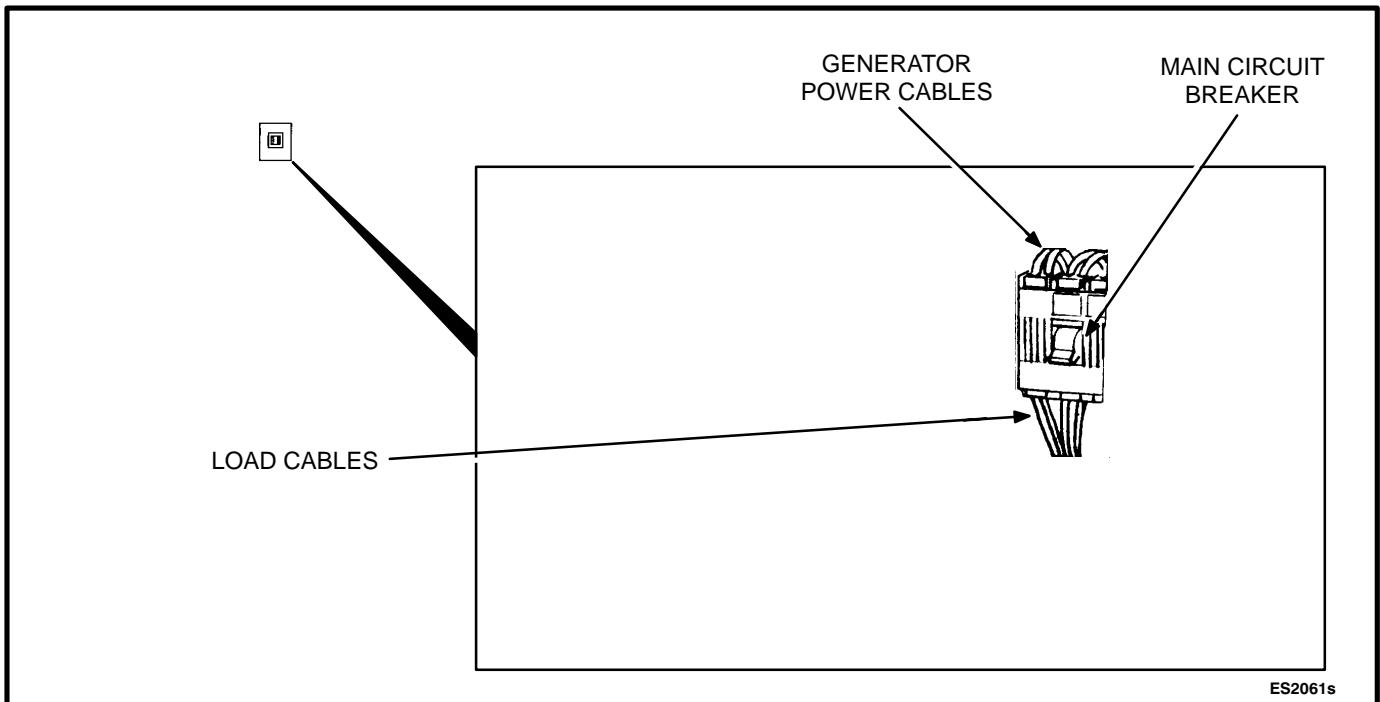 GENERATOR
POWER CABLES
MAIN CIRCUIT
BREAKER
LOAD CABLES
ES2061s